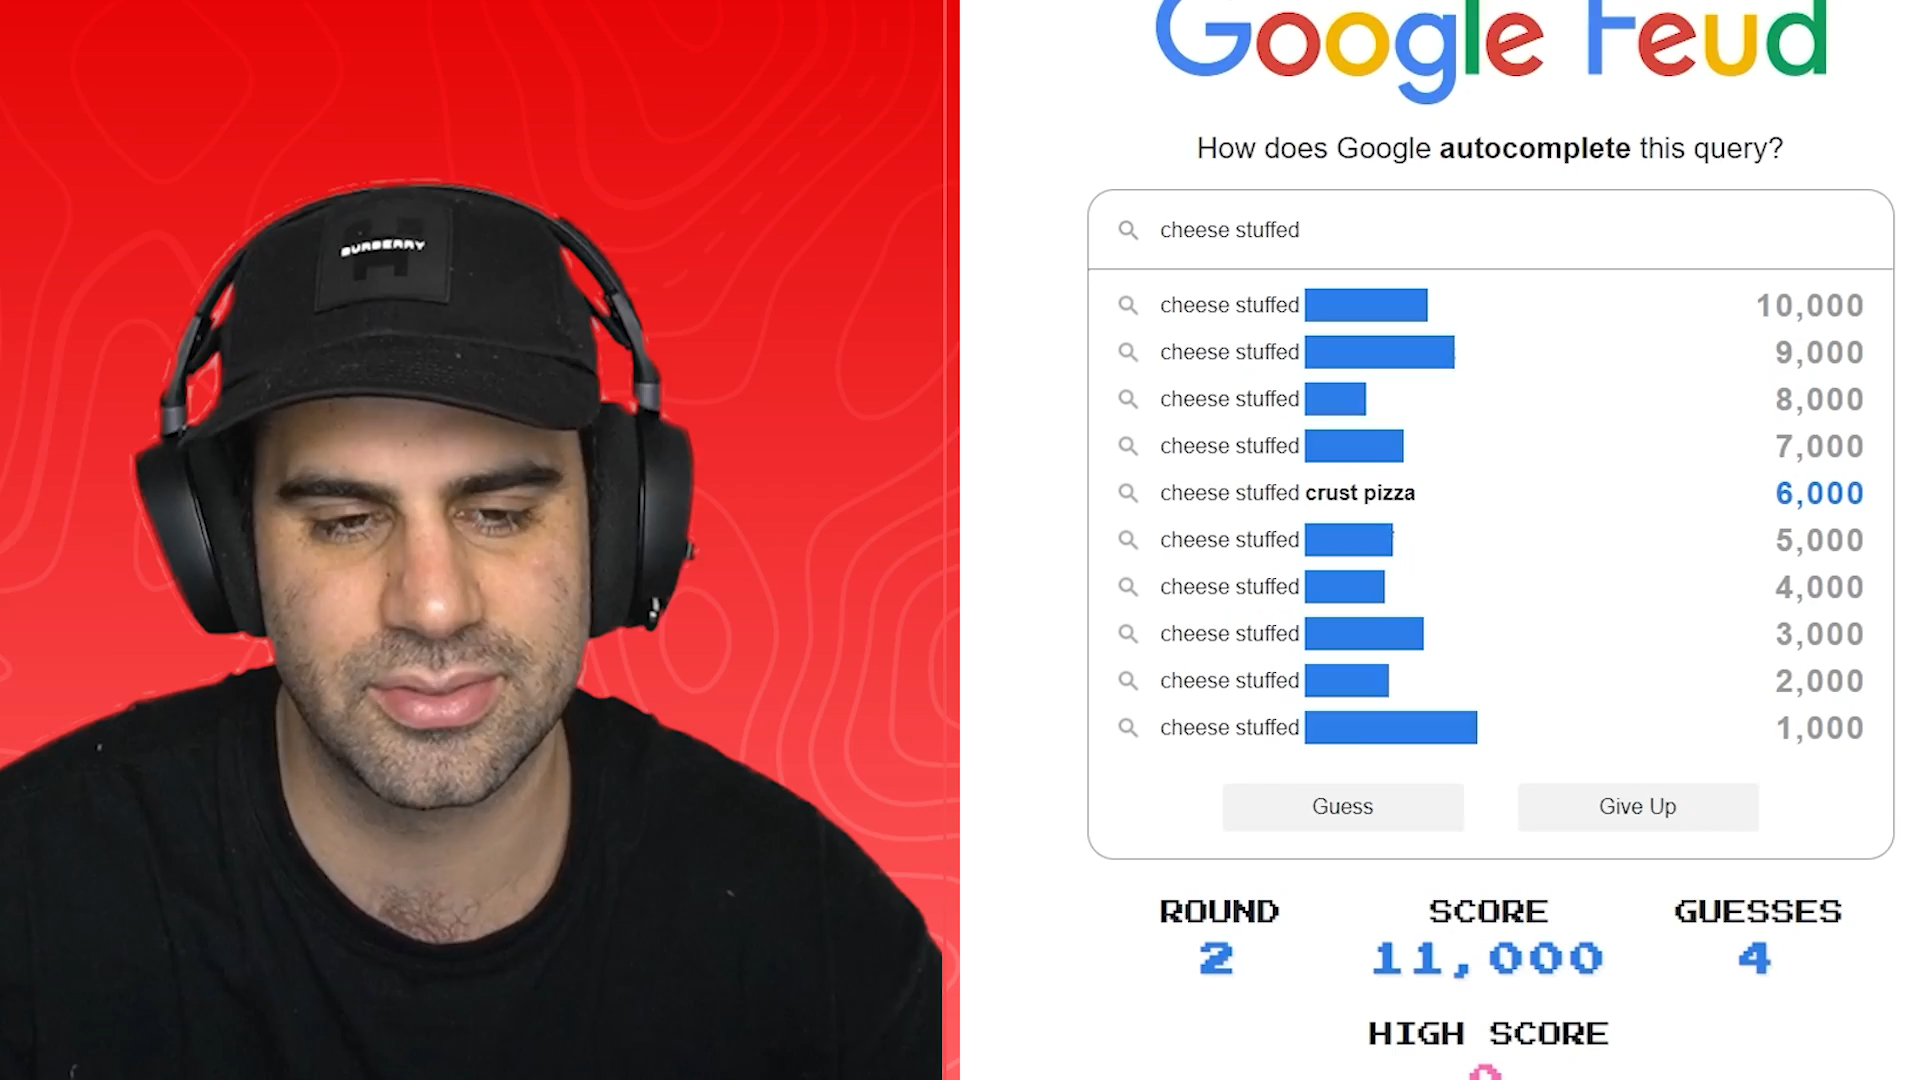 Google Feud
How does Google autocomplete this query?
cheese stuffed
cheese stuffed 10,000
cheese stuffed 9,000
cheese stuffed 8,000
cheese stuffed 7,000
cheese stuffed crust pizza 6,000
cheese stuffed 5,000
cheese stuffed 4,000
cheese stuffed 3,000
cheese stuffed 2,000
cheese stuffed 1,000
Guess Give Up
ROUND SCORE GUESSES
2 11,000 4
HIGH SCORE
BURBERRY